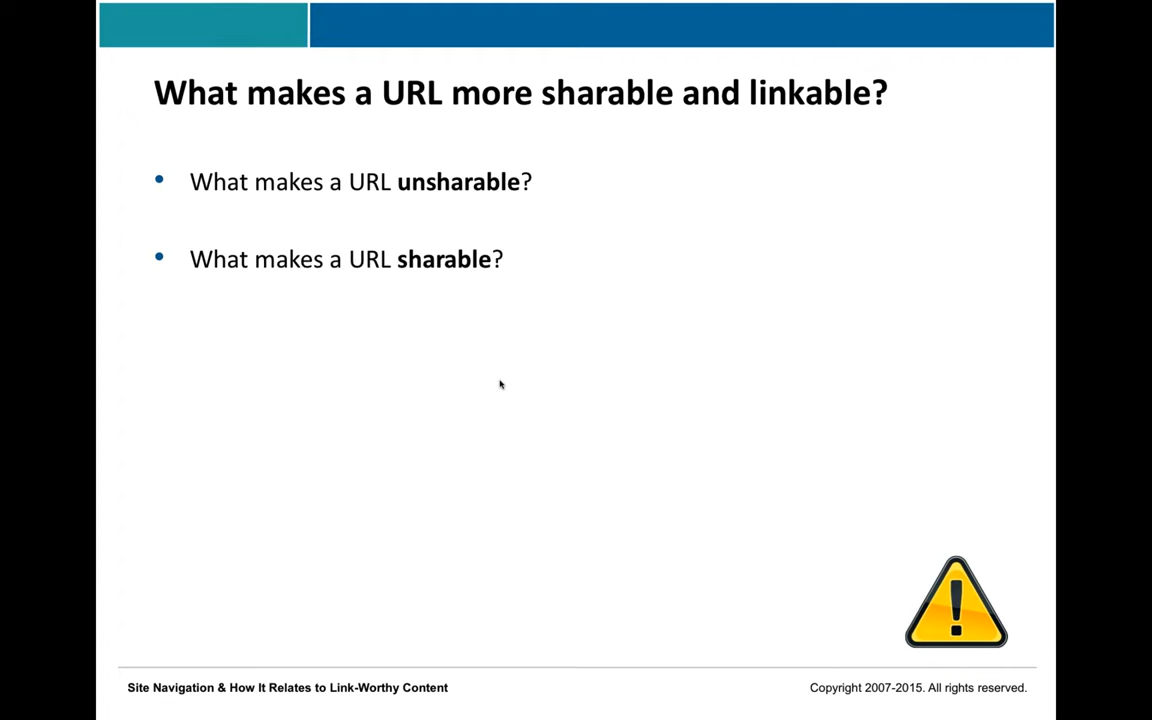 What makes a URL more sharable and linkable?
• What makes a URL unsharable?
• What makes a URL sharable?
Site Navigation & How It Relates to Link-Worthy Content
Copyright 2007-2015. All rights reserved.